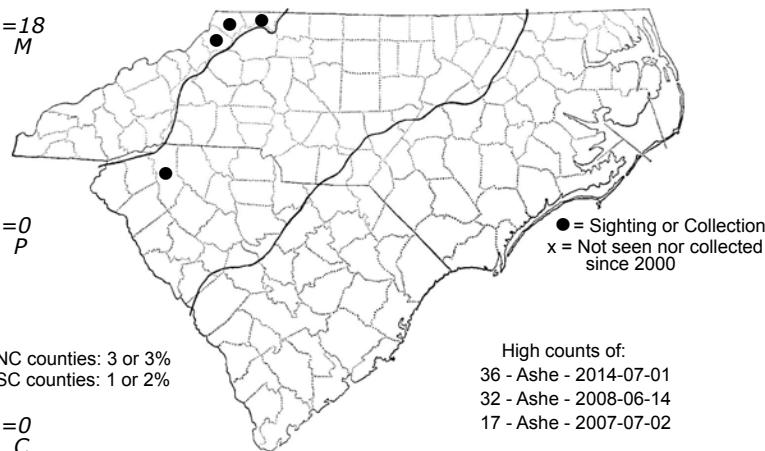 =18
M
=0
P
● = Sighting or Collection
x = Not seen nor collected
since 2000
NC counties: 3 or 3%
SC counties: 1 or 2%
High counts of:
36 - Ashe - 2014-07-01
32 - Ashe - 2008-06-14
17 - Ashe - 2007-07-02
=0
C